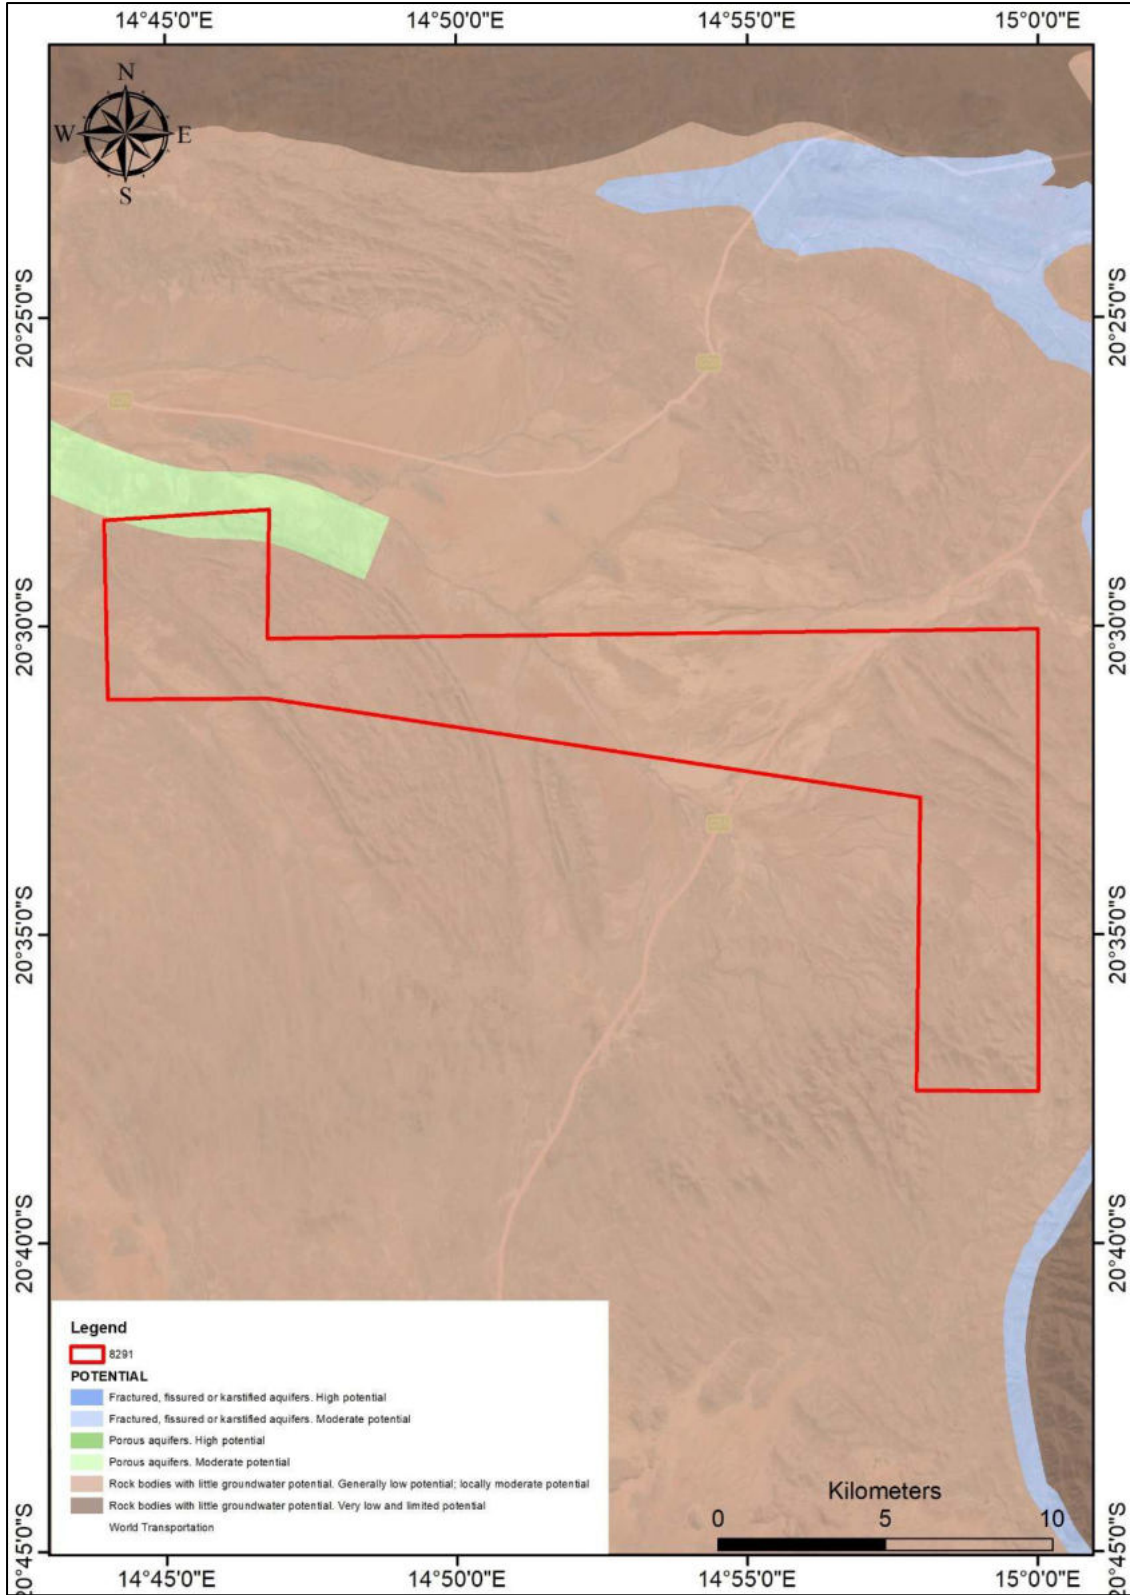 14°45'0"E 14°50'0"E 14°55'0"E 15°0'0"E
N
W E
S
20°25'0"S 20°25'0"S
20°30'0"S 20°30'0"S
20°35'0"S 20°35'0"S
20°40'0"S 20°40'0"S
20°45'0"S 20°45'0"S
Legend
8291
POTENTIAL
Fractured, fissured or karstified aquifers. High potential
Fractured, fissured or karstified aquifers. Moderate potential
Porous aquifers. High potential
Porous aquifers. Moderate potential
Rock bodies with little groundwater potential. Generally low potential; locally moderate potential
Rock bodies with little groundwater potential. Very low and limited potential
World Transportation
Kilometers
0 5 10
14°45'0"E 14°50'0"E 14°55'0"E 15°0'0"E